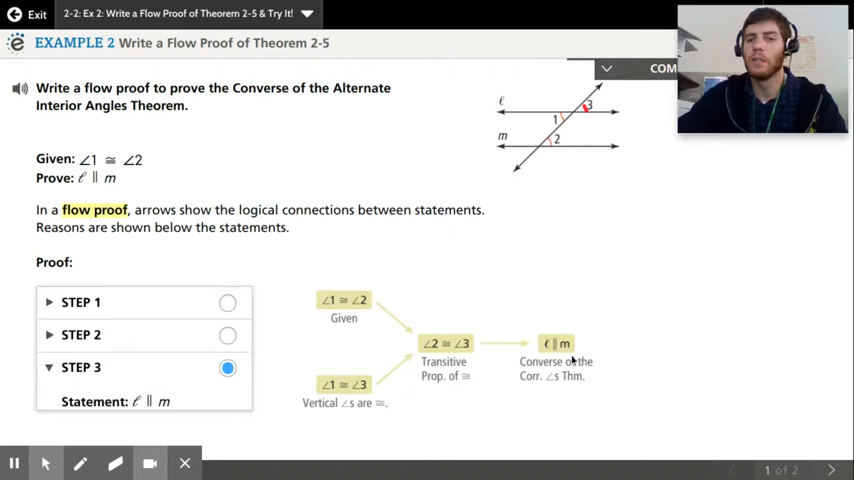 Exit
2-2: Ex 2: Write a Flow Proof of Theorem 2-5 & Try It!
EXAMPLE 2 Write a Flow Proof of Theorem 2-5
COM
Write a flow proof to prove the Converse of the Alternate
Interior Angles Theorem.
ℓ
3
1
m
2
Given: ∠1 ≅ ∠2
Prove: ℓ ∥ m
In a flow proof, arrows show the logical connections between statements.
Reasons are shown below the statements.
Proof:
STEP 1
STEP 2
STEP 3
Statement: ℓ ∥ m
∠1 ≅ ∠2
Given
∠2 ≅ ∠3
Transitive
Prop. of ≅
ℓ ∥ m
Converse of the
Corr. ∠s Thm.
∠1 ≅ ∠3
Vertical ∠s are ≅.
1 of 2